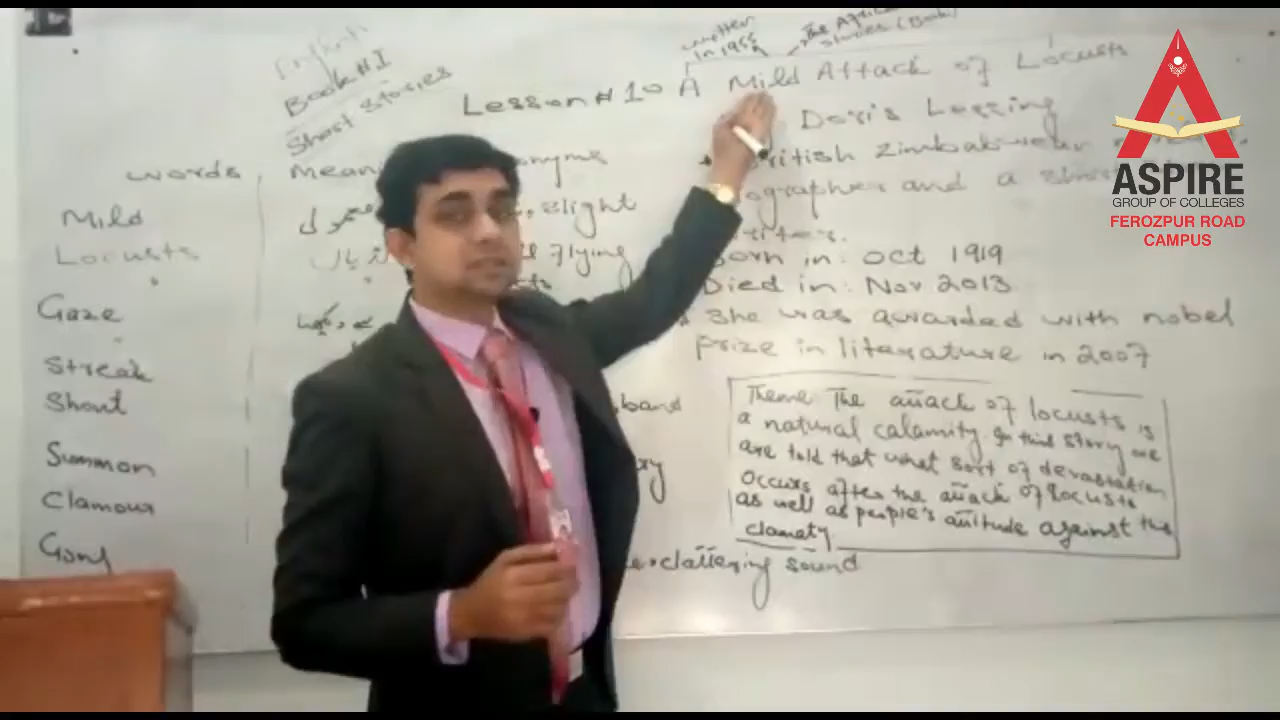 English
Book # I
Short Stories
written
in 1955
The African
Stories (Book)
Lesson # 10 A Mild Attack of Locusts
Doris Lessing
words, meaning
Mild
slight
Locusts
Flying
Gaze
Streak
Shout
Summon
Clamour
Gong
clattering sound
British Zimbabwean
and a short
writer.
Born in: Oct 1919
Died in: Nov 2013
She was awarded with nobel
prize in literature in 2007
Theme: The attack of locusts is
a natural calamity. In this story we
are told that what sort of devastation
occurs after the attack of locusts
as well as people's attitude against this
clamaty
ASPIRE
GROUP OF COLLEGES
FEROZPUR ROAD
CAMPUS